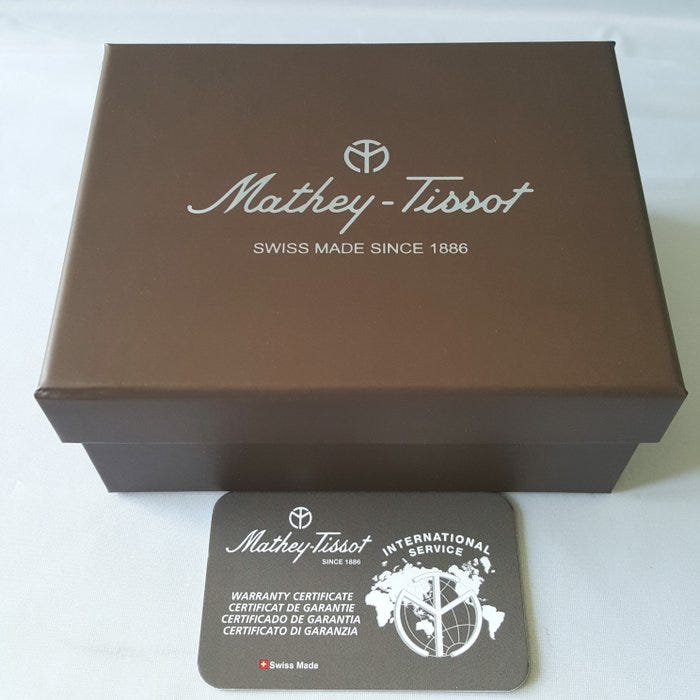 Mathey-Tissot
SWISS MADE SINCE 1886
Mathey-Tissot
SINCE 1886
INTERNATIONAL
SERVICE
WARRANTY CERTIFICATE
CERTIFICAT DE GARANTIE
CERTIFICADO DE GARANTIA
CERTIFICATO DI GARANZIA
Swiss Made